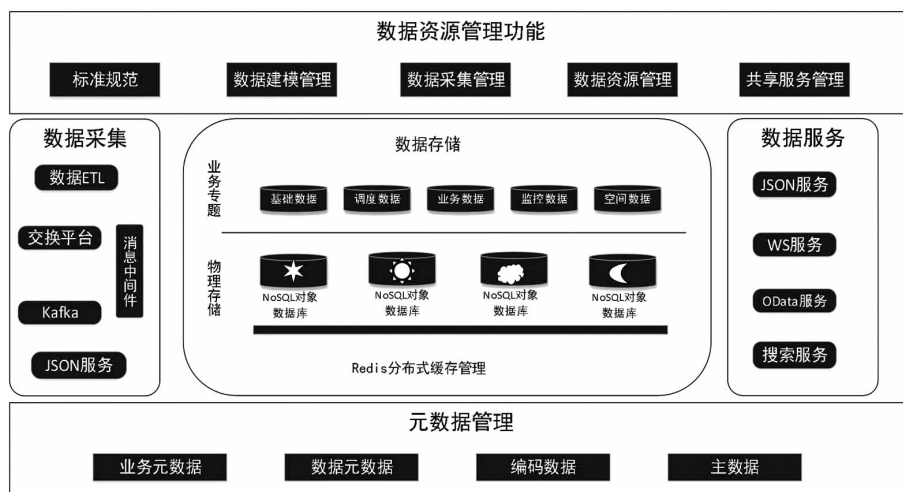 数据资源管理功能
标准规范
数据建模管理
数据采集管理
数据资源管理
共享服务管理
数据采集
数据ETL
交换平台
消息中间件
Kafka
JSON服务
数据存储
业务专题
基础数据
调度数据
业务数据
监控数据
空间数据
物理存储
NoSQL对象
数据库
NoSQL对象
数据库
NoSQL对象
数据库
NoSQL对象
数据库
Redis分布式缓存管理
数据服务
JSON服务
WS服务
OData服务
搜索服务
元数据管理
业务元数据
数据元数据
编码数据
主数据